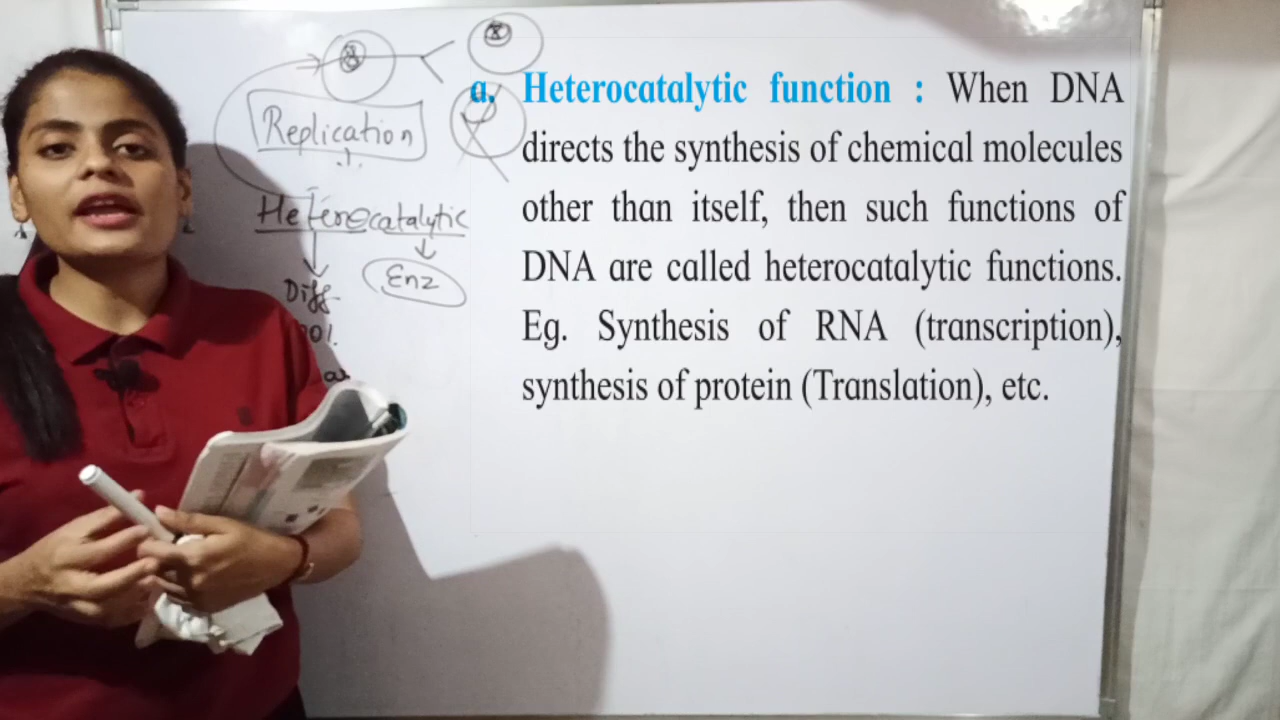 Replication
Heterocatalytic
Enz
Diff
a. Heterocatalytic function : When DNA
directs the synthesis of chemical molecules
other than itself, then such functions of
DNA are called heterocatalytic functions.
Eg. Synthesis of RNA (transcription),
synthesis of protein (Translation), etc.